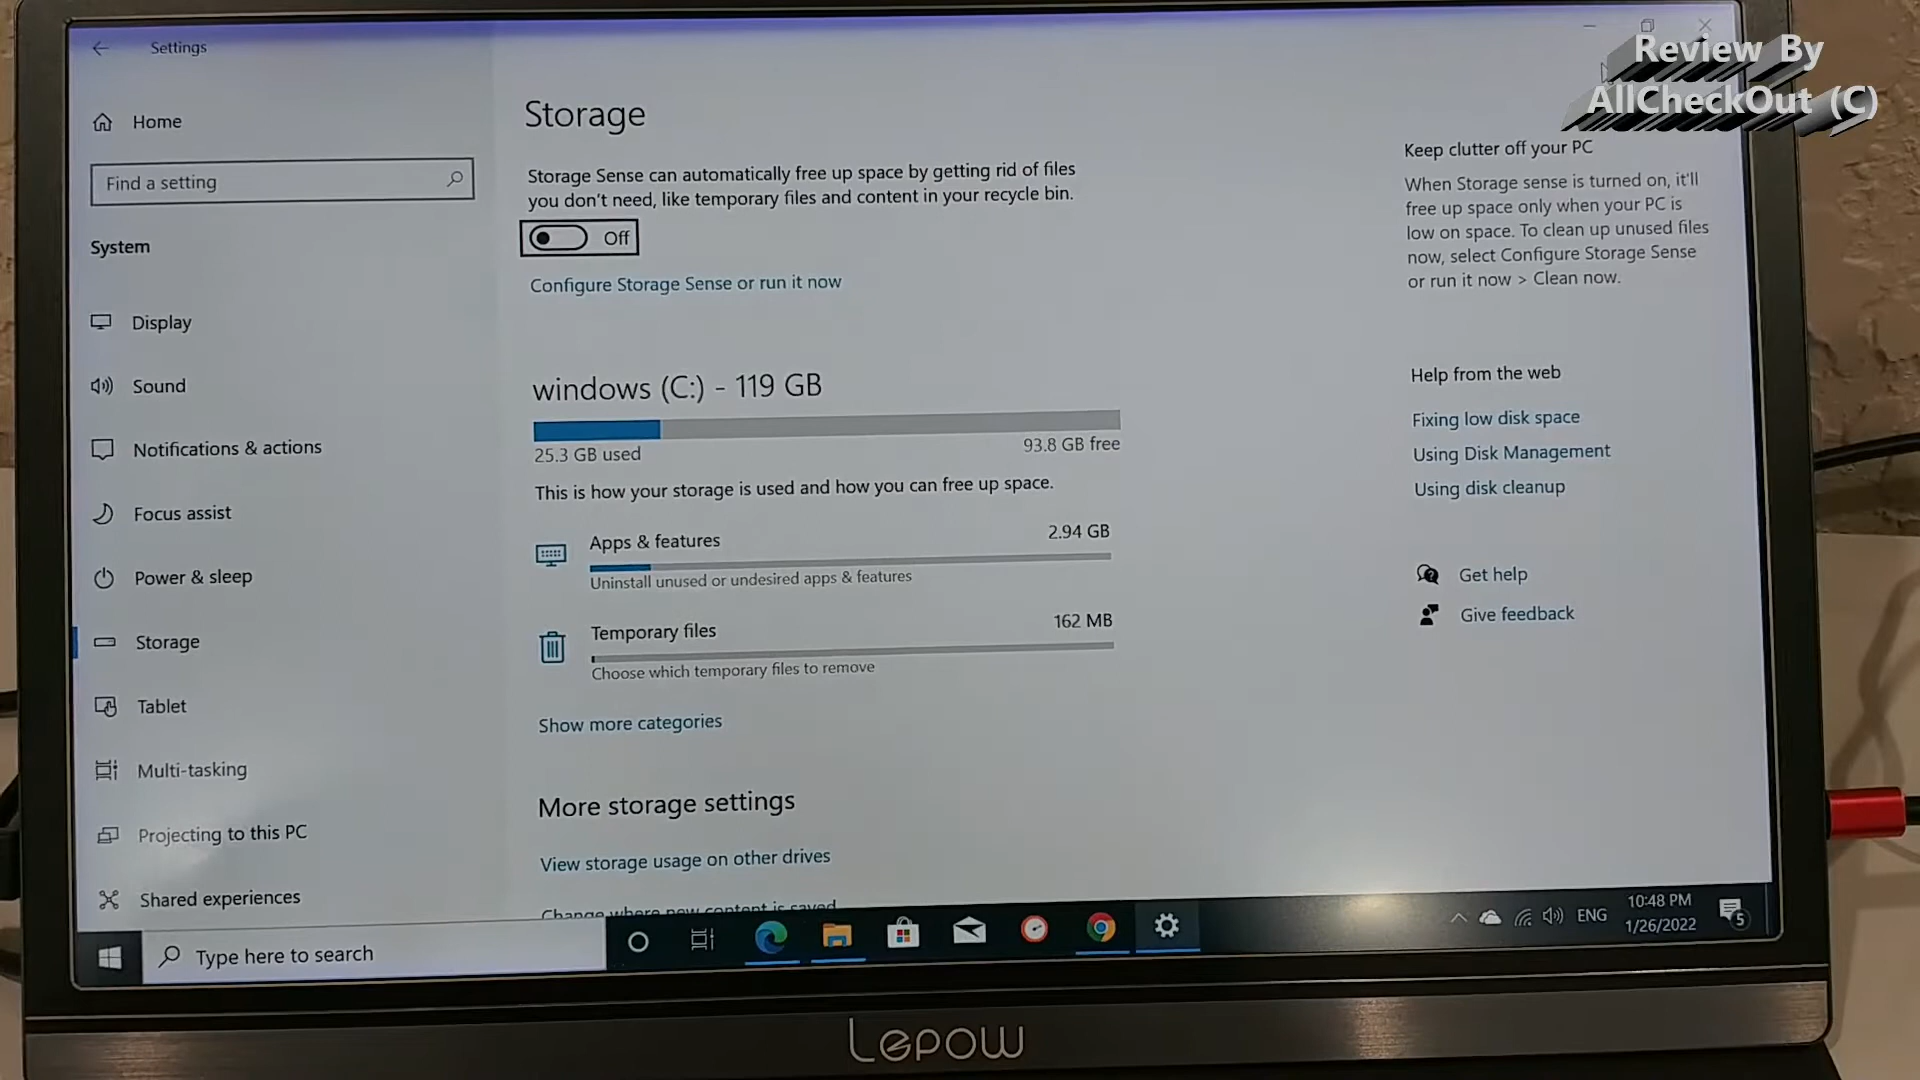 Settings
Review By
AllCheckOut (C)
Home
Find a setting
System
Display
Sound
Notifications & actions
Focus assist
Power & sleep
Storage
Tablet
Multi-tasking
Projecting to this PC
Shared experiences
Storage
Storage Sense can automatically free up space by getting rid of files
you don't need, like temporary files and content in your recycle bin.
Off
Configure Storage Sense or run it now
windows (C:) - 119 GB
25.3 GB used
93.8 GB free
This is how your storage is used and how you can free up space.
Apps & features
2.94 GB
Uninstall unused or undesired apps & features
Temporary files
162 MB
Choose which temporary files to remove
Show more categories
More storage settings
View storage usage on other drives
Change where new content is saved
Keep clutter off your PC
When Storage sense is turned on, it'll
free up space only when your PC is
low on space. To clean up unused files
now, select Configure Storage Sense
or run it now > Clean now.
Help from the web
Fixing low disk space
Using Disk Management
Using disk cleanup
Get help
Give feedback
Type here to search
ENG
10:48 PM
1/26/2022
5
Lepow